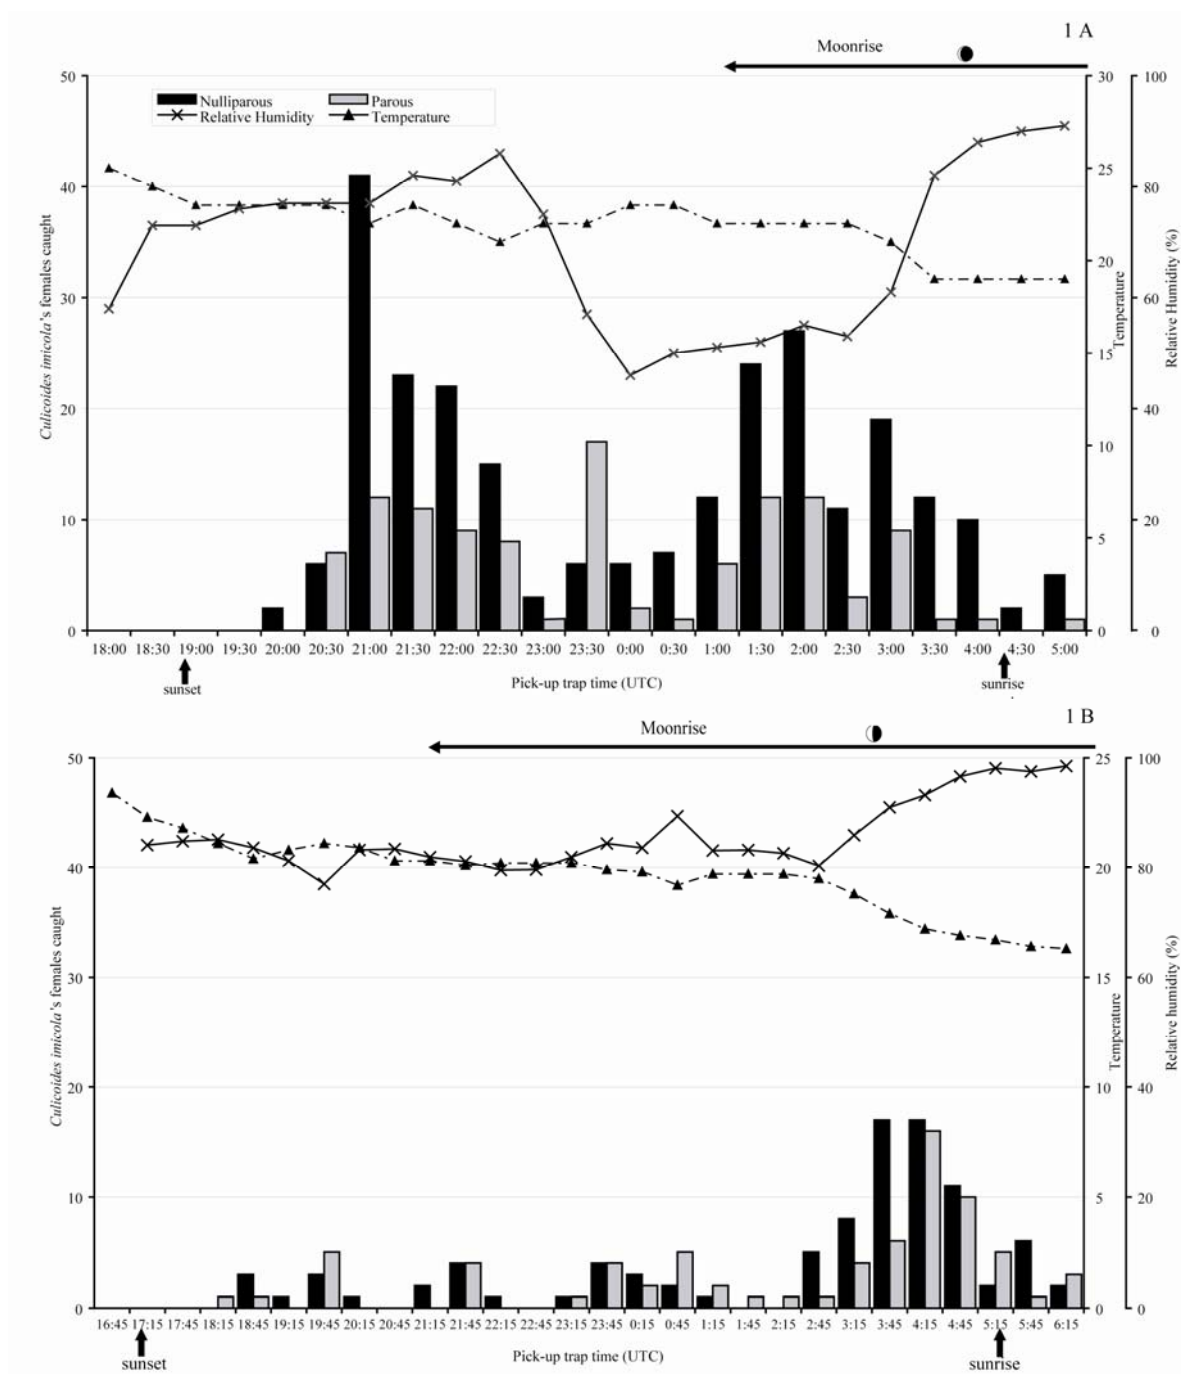 1 A
Moonrise
50 30 100
Nulliparous Parous
Relative Humidity Temperature
25
40 80
20
30 60
15
20 40
10
10 20
5
0 0 0
Culicoides imicola's females caught
Temperature
Relative Humidity (%)
18:00 18:30 19:00 19:30 20:00 20:30 21:00 21:30 22:00 22:30 23:00 23:30 0:00 0:30 1:00 1:30 2:00 2:30 3:00 3:30 4:00 4:30 5:00
sunset Pick-up trap time (UTC) sunrise
1 B
Moonrise
50 25 100
40 20 80
30 15 60
20 10 40
10 5 20
0 0 0
Culicoides imicola's females caught
Temperature
Relative humidity (%)
16:45 17:15 17:45 18:15 18:45 19:15 19:45 20:15 20:45 21:15 21:45 22:15 22:45 23:15 23:45 0:15 0:45 1:15 1:45 2:15 2:45 3:15 3:45 4:15 4:45 5:15 5:45 6:15
sunset Pick-up trap time (UTC) sunrise